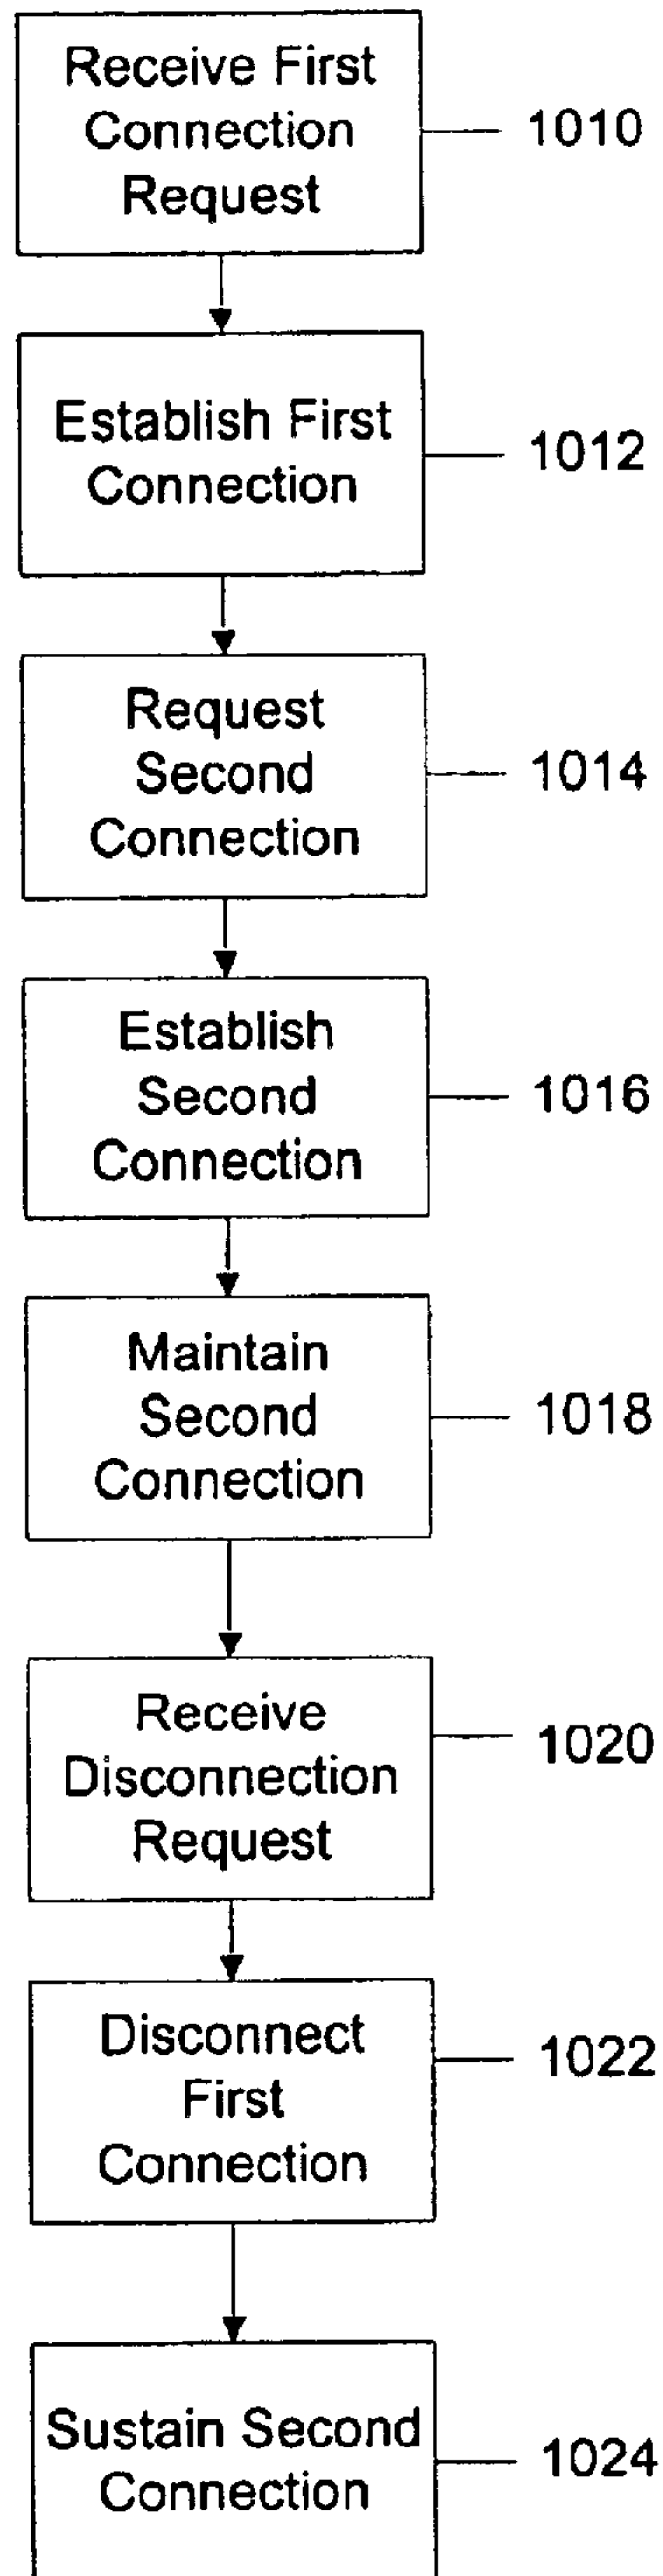 Receive First
Connection
Request
1010
Establish First
Connection
1012
Request
Second
Connection
1014
Establish
Second
Connection
1016
Maintain
Second
Connection
1018
Receive
Disconnection
Request
1020
Disconnect
First
Connection
1022
Sustain Second
Connection
1024